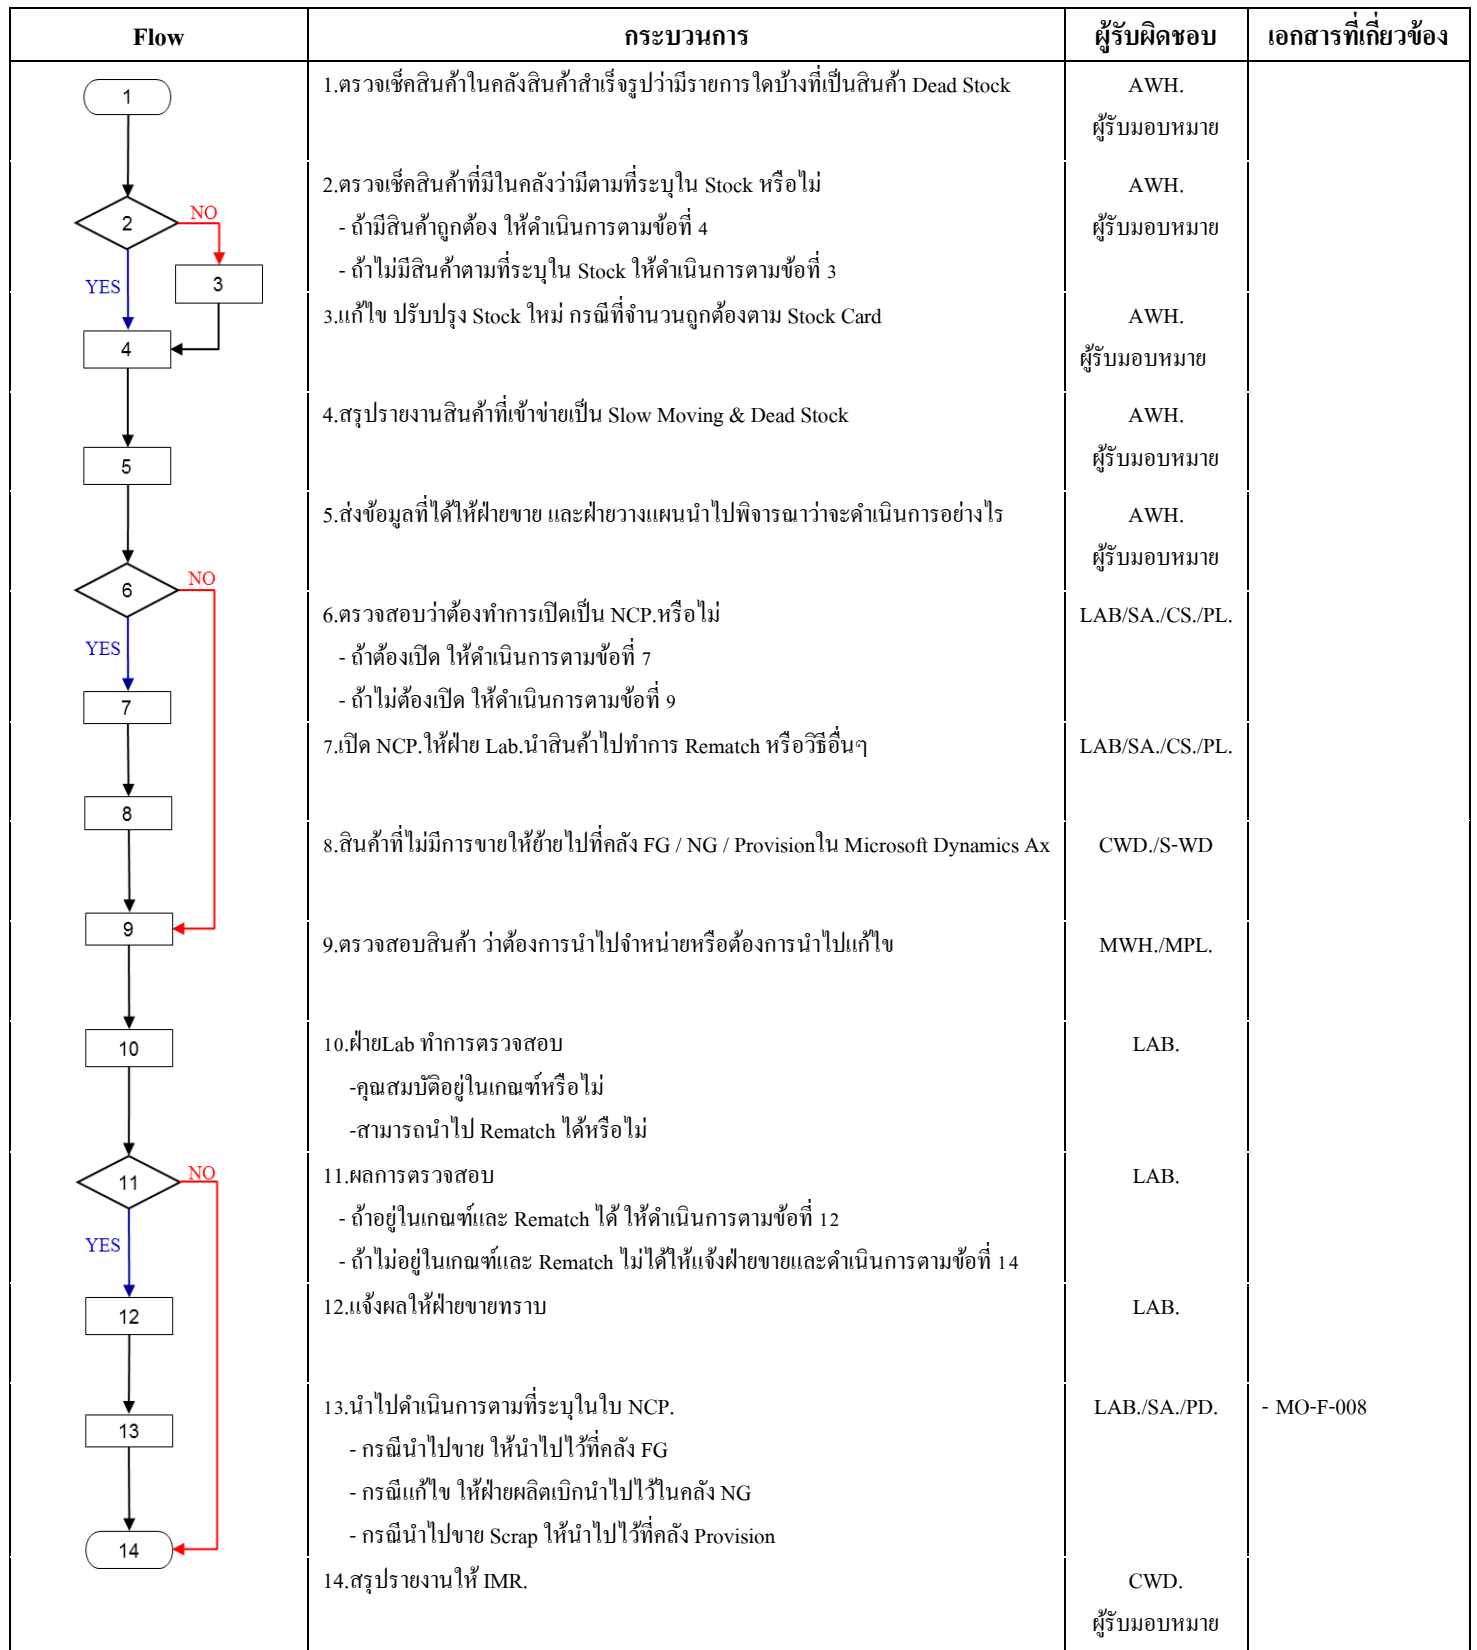 Flow กระบวนการ ผู้รับผิดชอบ เอกสารที่เกี่ยวข้อง
1 1.ตรวจเช็คสินค้าในคลังสินค้าสำเร็จรูปว่ามีรายการใดบ้างที่เป็นสินค้า Dead Stock AWH.
ผู้รับมอบหมาย
2.ตรวจเช็คสินค้าที่มีในคลังว่ามีตามที่ระบุใน Stock หรือไม่ AWH.
2 NO - ถ้ามีสินค้าถูกต้อง ให้ดำเนินการตามข้อที่ 4 ผู้รับมอบหมาย
YES 3 - ถ้าไม่มีสินค้าตามที่ระบุใน Stock ให้ดำเนินการตามข้อที่ 3
3.แก้ไข ปรับปรุง Stock ใหม่ กรณีที่จำนวนถูกต้องตาม Stock Card AWH.
4 ผู้รับมอบหมาย
4.สรุปรายงานสินค้าที่เข้าข่ายเป็น Slow Moving & Dead Stock AWH.
5 ผู้รับมอบหมาย
5.ส่งข้อมูลที่ได้ให้ฝ่ายขาย และฝ่ายวางแผนนำไปพิจารณาว่าจะดำเนินการอย่างไร AWH.
ผู้รับมอบหมาย
6 NO
6.ตรวจสอบว่าต้องทำการเปิดเป็น NCP.หรือไม่ LAB/SA./CS./PL.
YES - ถ้าต้องเปิด ให้ดำเนินการตามข้อที่ 7
7 - ถ้าไม่ต้องเปิด ให้ดำเนินการตามข้อที่ 9
7.เปิด NCP.ให้ฝ่าย Lab.นำสินค้าไปทำการ Rematch หรือวิธีอื่นๆ LAB/SA./CS./PL.
8
8.สินค้าที่ไม่มีการขายให้ย้ายไปที่คลัง FG / NG / Provisionใน Microsoft Dynamics Ax CWD./S-WD
9
9.ตรวจสอบสินค้า ว่าต้องการนำไปจำหน่ายหรือต้องการนำไปแก้ไข MWH./MPL.
10 10.ฝ่ายLab ทำการตรวจสอบ LAB.
-คุณสมบัติอยู่ในเกณฑ์หรือไม่
-สามารถนำไป Rematch ได้หรือไม่
11 NO 11.ผลการตรวจสอบ LAB.
- ถ้าอยู่ในเกณฑ์และ Rematch ได้ ให้ดำเนินการตามข้อที่ 12
YES - ถ้าไม่อยู่ในเกณฑ์และ Rematch ไม่ได้ให้แจ้งฝ่ายขายและดำเนินการตามข้อที่ 14
12 12.แจ้งผลให้ฝ่ายขายทราบ LAB.
13.นำไปดำเนินการตามที่ระบุในใบ NCP. LAB./SA./PD. - MO-F-008
13 - กรณีนำไปขาย ให้นำไปไว้ที่คลัง FG
- กรณีแก้ไข ให้ฝ่ายผลิตเบิกนำไปไว้ในคลัง NG
14 - กรณีนำไปขาย Scrap ให้นำไปไว้ที่คลัง Provision
14.สรุปรายงานให้ IMR. CWD.
ผู้รับมอบหมาย